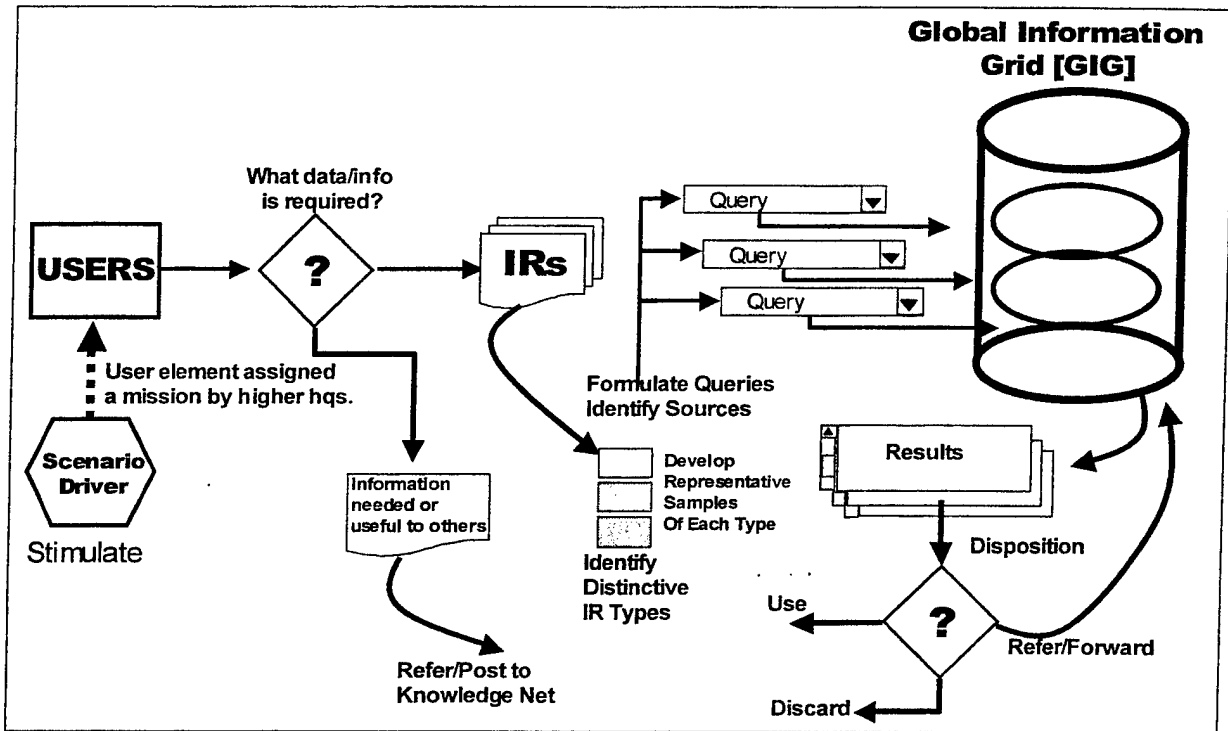 Global Information
Grid [GIG]
What data/info
is required?
USERS
?
IRs
Query
Query
Query
User element assigned
a mission by higher hqs.
Formulate Queries
Identify Sources
Scenario
Driver
Stimulate
Information
needed or
useful to others
Develop
Representative
Samples
Of Each Type
Identify
Distinctive
IR Types
Results
Disposition
Use
?
Refer/Forward
Refer/Post to
Knowledge Net
Discard